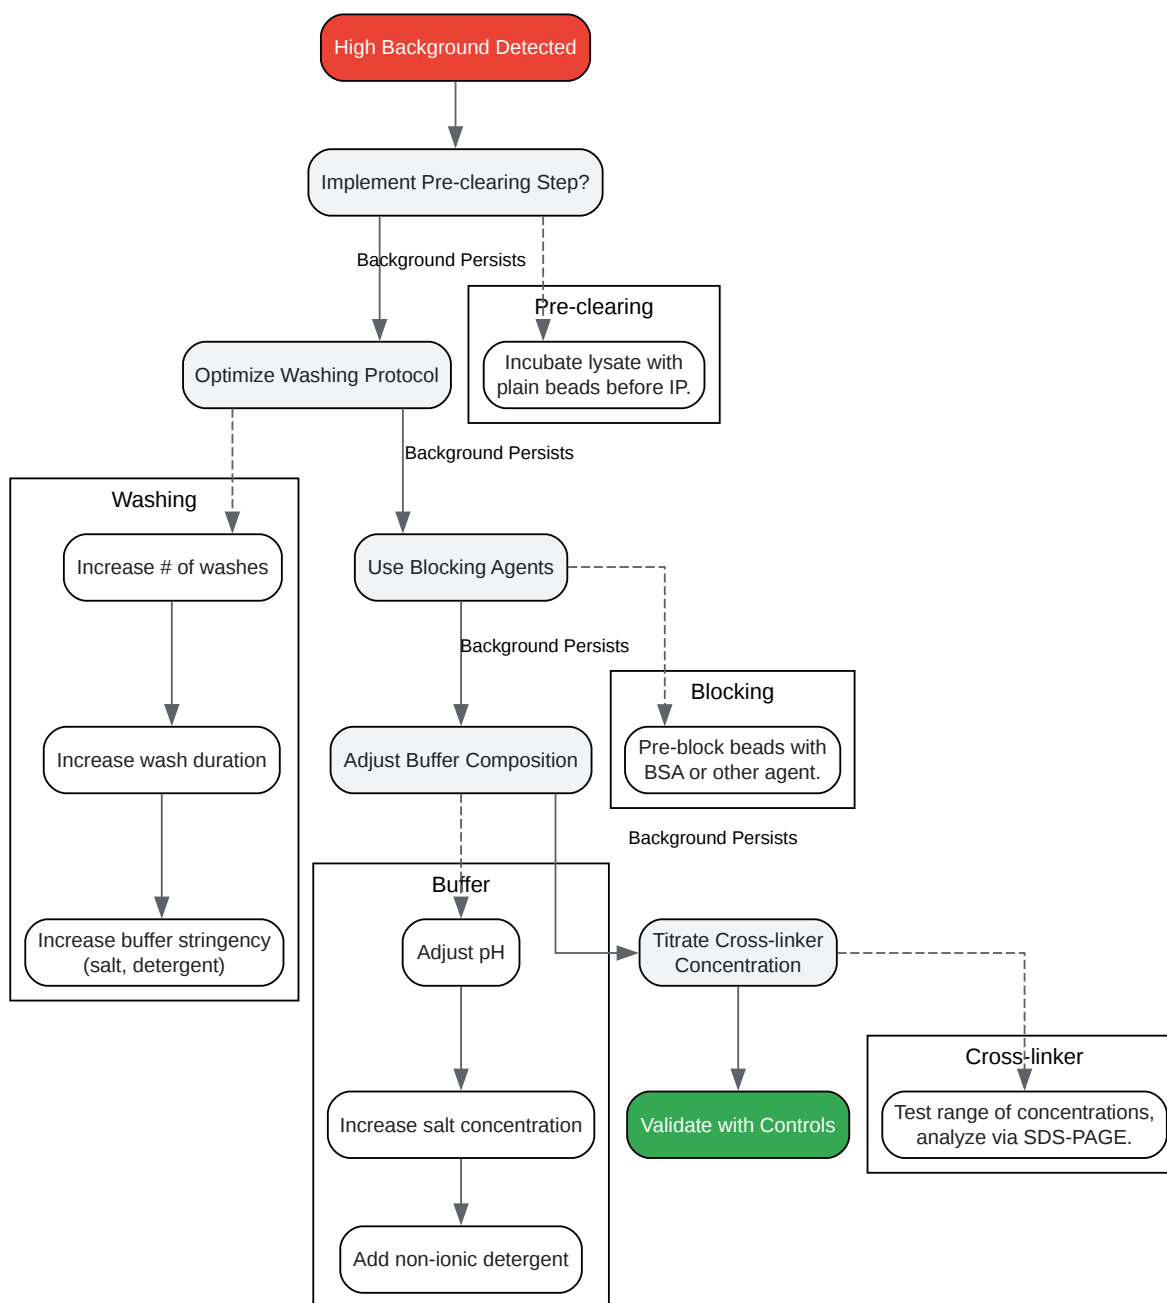 High Background Detected
Implement Pre-clearing Step?
Background Persists
Pre-clearing
Incubate lysate with
plain beads before IP.
Optimize Washing Protocol
Background Persists
Washing
Increase # of washes
Use Blocking Agents
Background Persists
Blocking
Pre-block beads with
BSA or other agent.
Increase wash duration
Adjust Buffer Composition
Background Persists
Buffer
Increase buffer stringency
(salt, detergent)
Adjust pH
Titrate Cross-linker
Concentration
Cross-linker
Test range of concentrations,
analyze via SDS-PAGE.
Increase salt concentration
Validate with Controls
Add non-ionic detergent